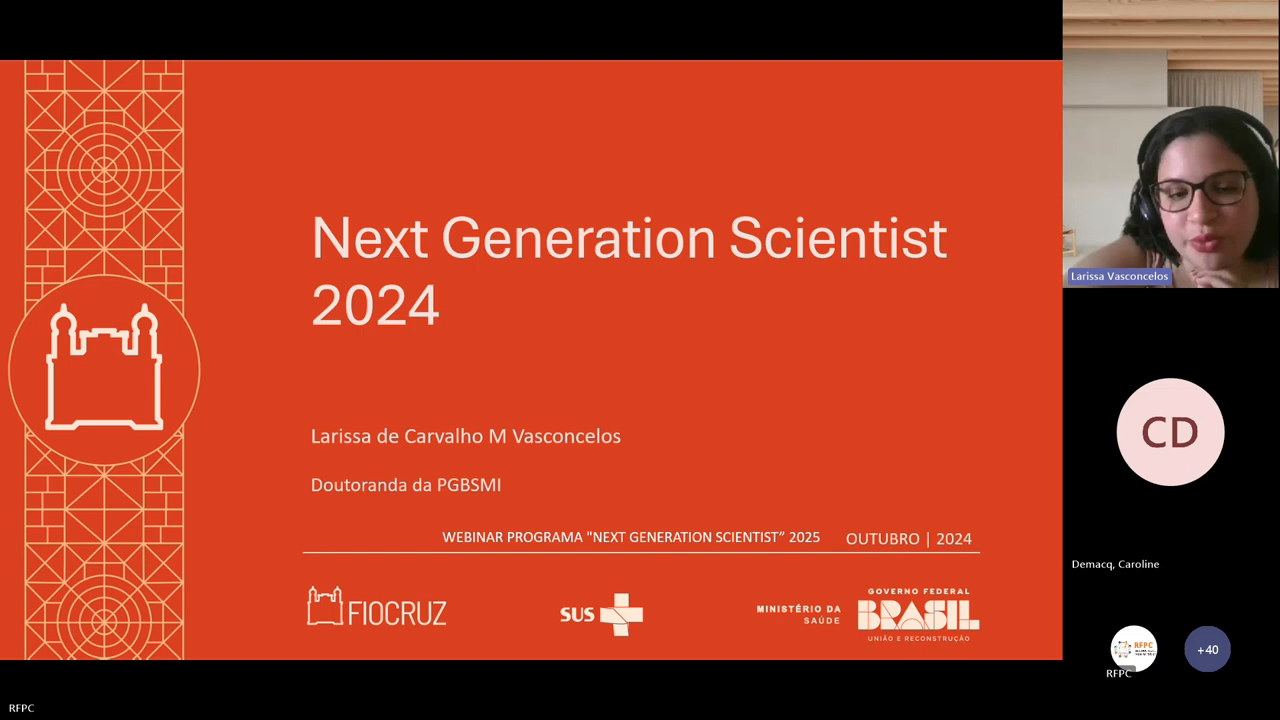 Next Generation Scientist
2024
Larissa de Carvalho M Vasconcelos
Doutoranda da PGBSMI
WEBINAR PROGRAMA "NEXT GENERATION SCIENTIST” 2025 OUTUBRO | 2024
FIOCRUZ
SUS
MINISTÉRIO DA
SAÚDE
GOVERNO FEDERAL
BRASIL
UNIÃO E RECONSTRUÇÃO
Larissa Vasconcelos
CD
Demacq, Caroline
RFPC
RFPC
+40
RFPC